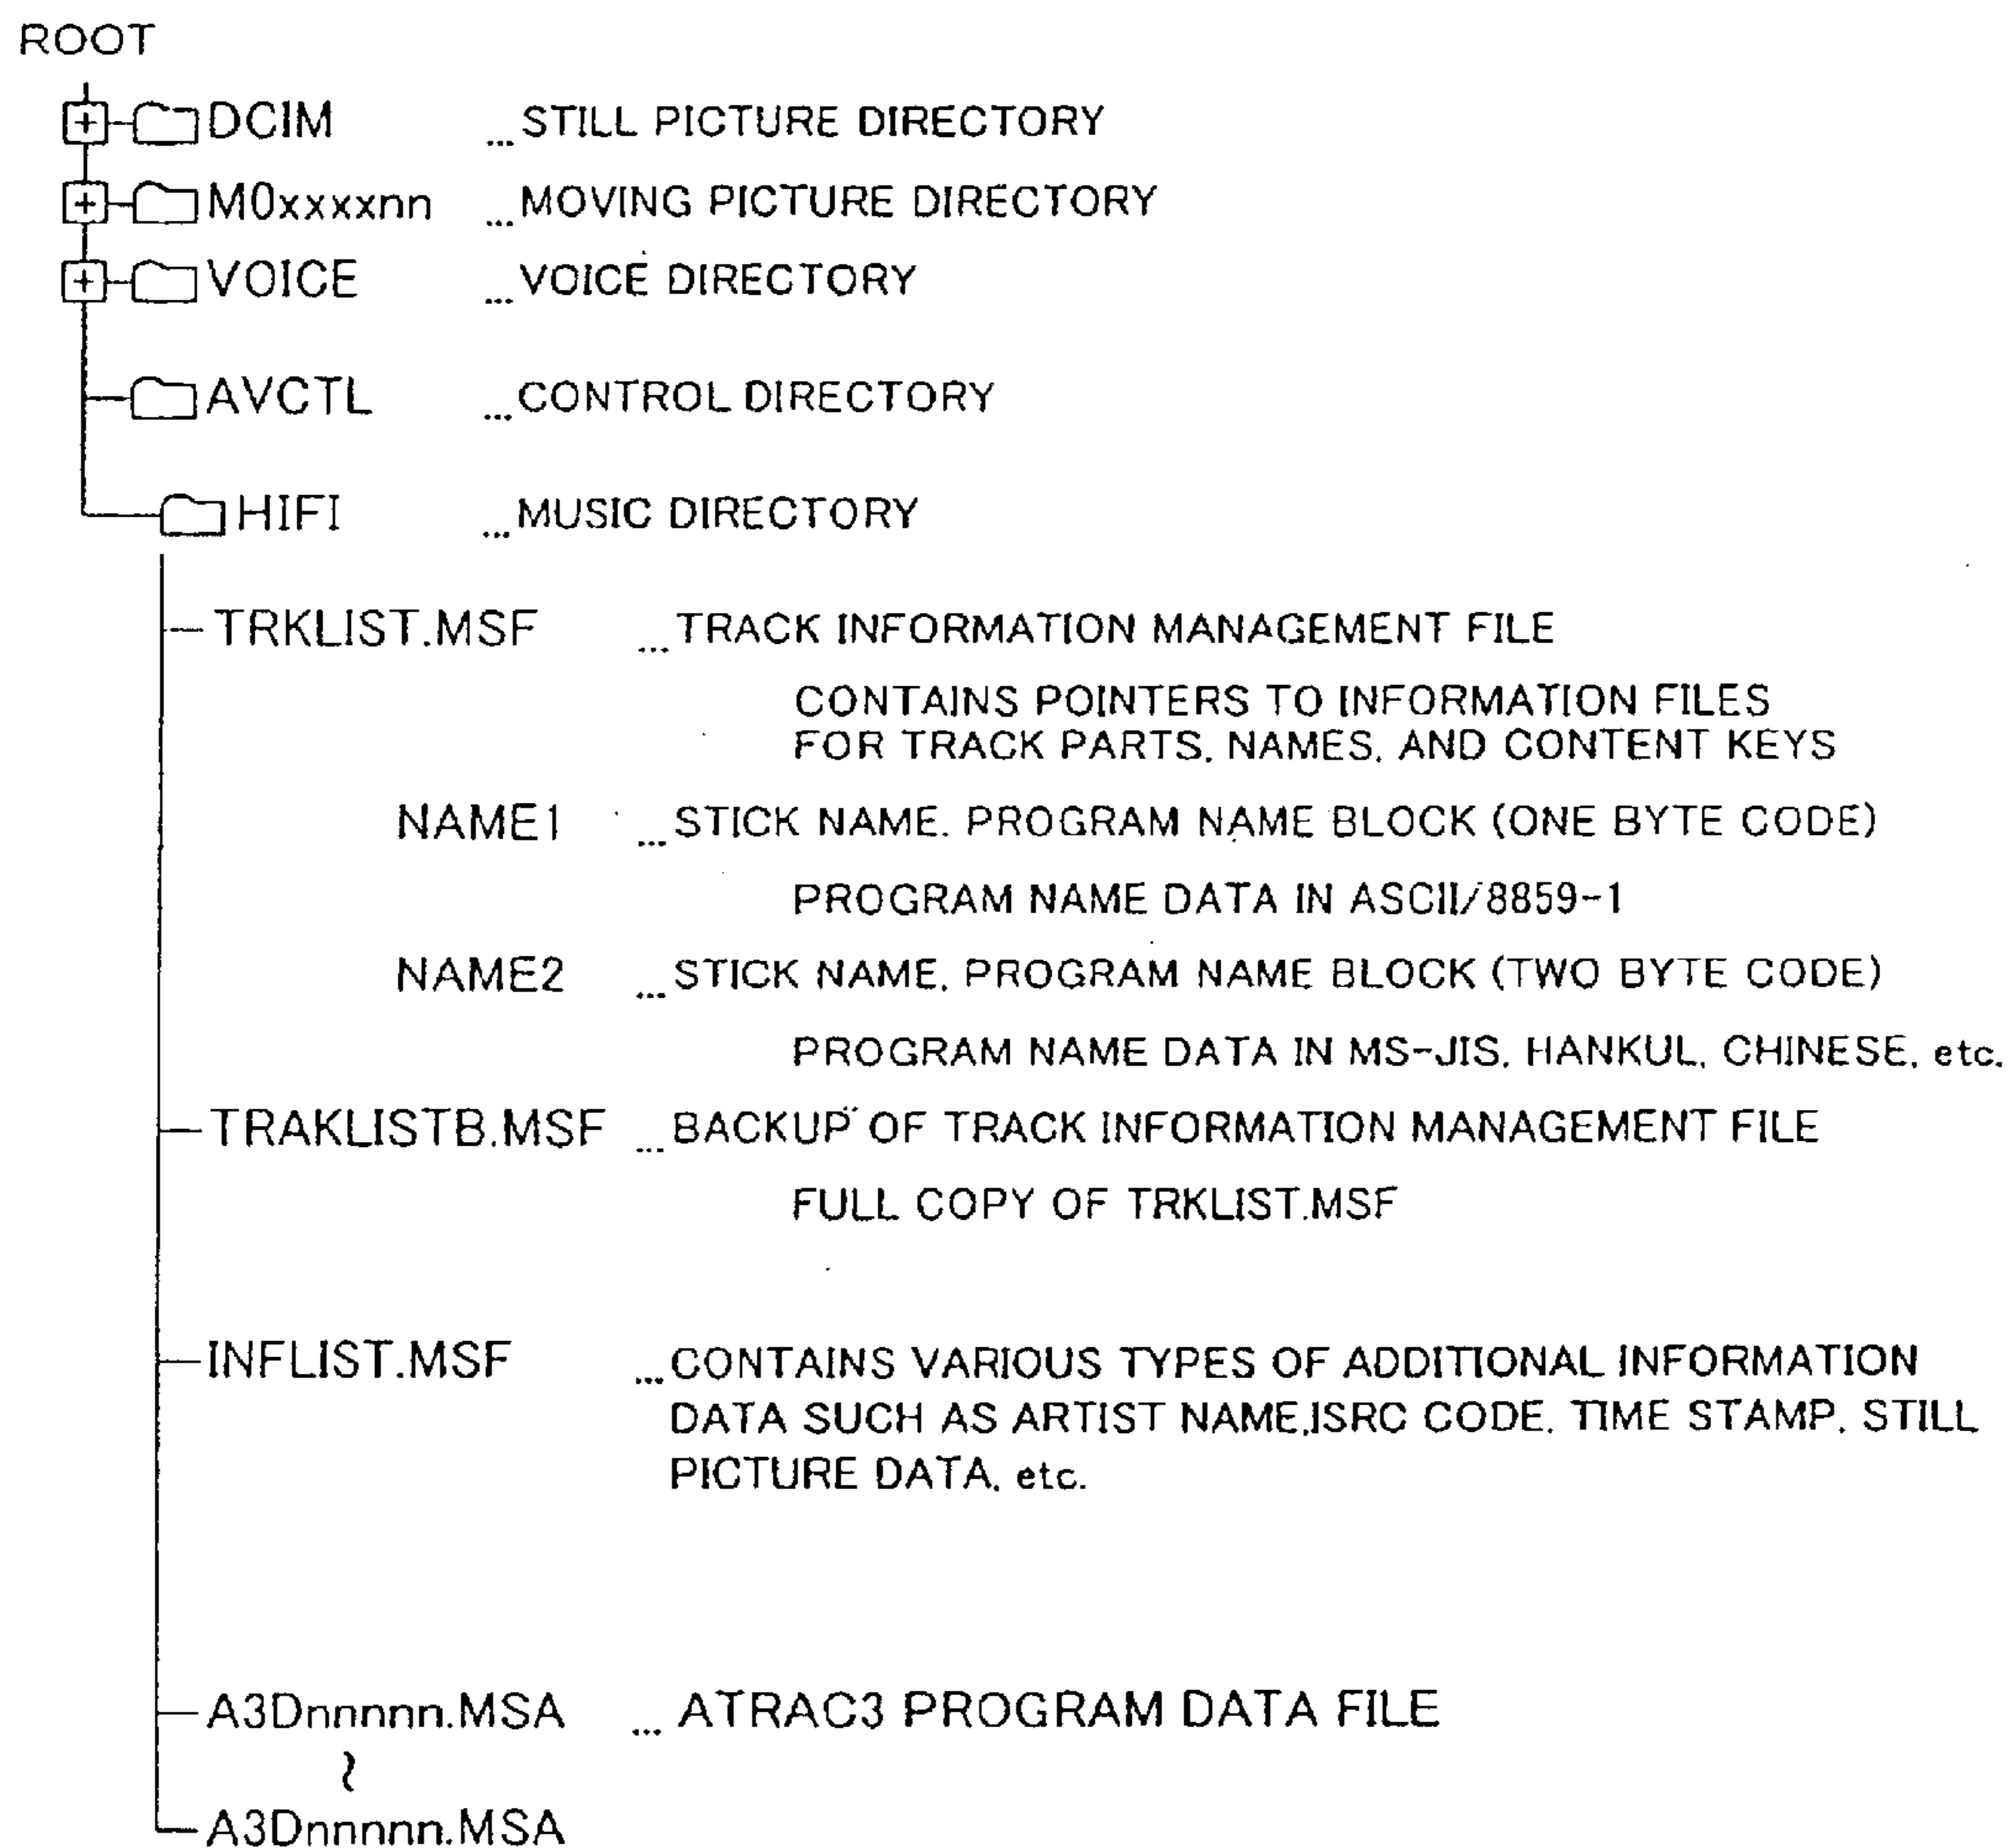 ROOT
DCIM ... STILL PICTURE DIRECTORY
M0xxxxnn ... MOVING PICTURE DIRECTORY
VOICE ... VOICE DIRECTORY
AVCTL ... CONTROL DIRECTORY
HIFI ... MUSIC DIRECTORY
TRKLIST.MSF ... TRACK INFORMATION MANAGEMENT FILE
CONTAINS POINTERS TO INFORMATION FILES
FOR TRACK PARTS, NAMES, AND CONTENT KEYS
NAME1 ... STICK NAME, PROGRAM NAME BLOCK (ONE BYTE CODE)
PROGRAM NAME DATA IN ASCII/8859-1
NAME2 ... STICK NAME, PROGRAM NAME BLOCK (TWO BYTE CODE)
PROGRAM NAME DATA IN MS-JIS, HANKUL, CHINESE, etc.
TRAKLISTB.MSF ... BACKUP OF TRACK INFORMATION MANAGEMENT FILE
FULL COPY OF TRKLIST.MSF
INFLIST.MSF ... CONTAINS VARIOUS TYPES OF ADDITIONAL INFORMATION
DATA SUCH AS ARTIST NAME,ISRC CODE, TIME STAMP, STILL
PICTURE DATA, etc.
A3Dnnnnn.MSA ... ATRAC3 PROGRAM DATA FILE
~
A3Dnnnnn.MSA